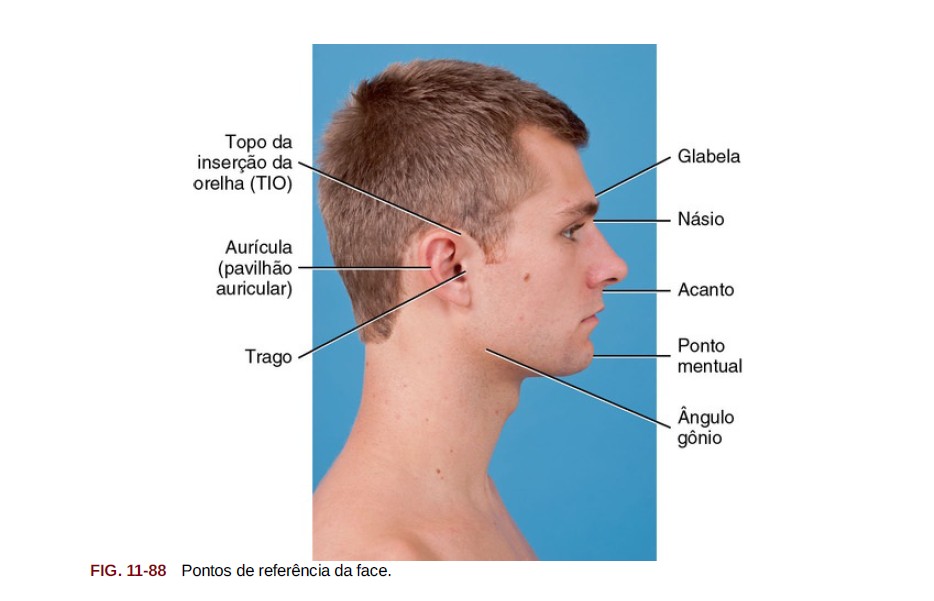 Topo da
inserção da
orelha (TIO)
Aurícula
(pavilhão
auricular)
Trago
Glabela
Násio
Acanto
Ponto
mentual
Ângulo
gônio
FIG. 11-88 Pontos de referência da face.